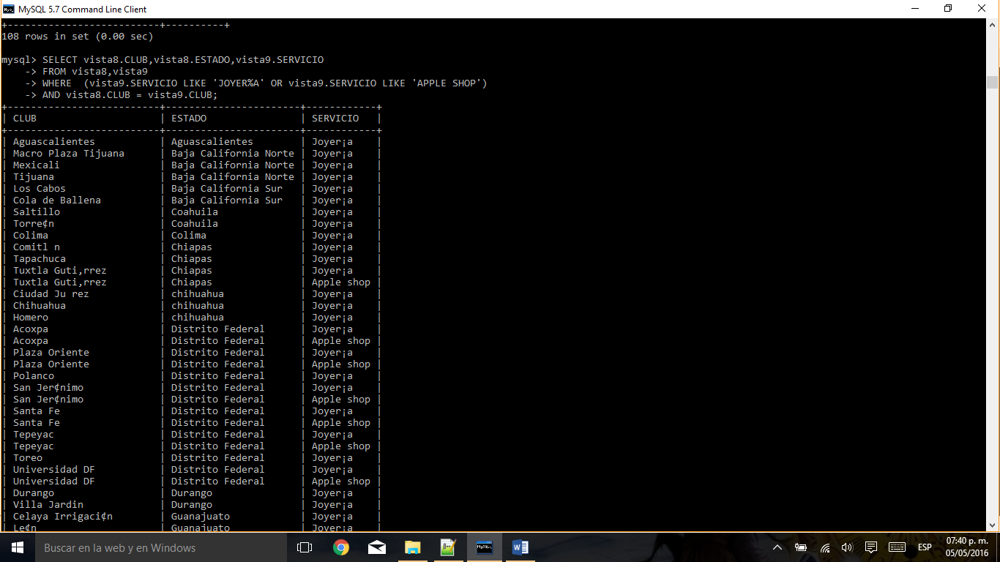 MySQL 5.7 Command Line Client
+--------------------------+----------+
108 rows in set (0.00 sec)
mysql> SELECT vista8.CLUB,vista8.ESTADO,vista9.SERVICIO
    -> FROM vista8,vista9
    -> WHERE  (vista9.SERVICIO LIKE 'JOYER%A' OR vista9.SERVICIO LIKE 'APPLE SHOP')
    -> AND vista8.CLUB = vista9.CLUB;
+--------------------------+-----------------------+------------+
| CLUB                     | ESTADO                | SERVICIO   |
+--------------------------+-----------------------+------------+
| Aguascalientes           | Aguascalientes        | Joyer¡a    |
| Macro Plaza Tijuana      | Baja California Norte | Joyer¡a    |
| Mexicali                 | Baja California Norte | Joyer¡a    |
| Tijuana                  | Baja California Norte | Joyer¡a    |
| Los Cabos                | Baja California Sur   | Joyer¡a    |
| Cola de Ballena          | Baja California Sur   | Joyer¡a    |
| Saltillo                 | Coahuila              | Joyer¡a    |
| Torre¢n                  | Coahuila              | Joyer¡a    |
| Colima                   | Colima                | Joyer¡a    |
| Comitl n                 | Chiapas               | Joyer¡a    |
| Tapachuca                | Chiapas               | Joyer¡a    |
| Tuxtla Guti‚rrez         | Chiapas               | Joyer¡a    |
| Tuxtla Guti‚rrez         | Chiapas               | Apple shop |
| Ciudad Ju rez            | chihuahua             | Joyer¡a    |
| Chihuahua                | chihuahua             | Joyer¡a    |
| Homero                   | chihuahua             | Joyer¡a    |
| Acoxpa                   | Distrito Federal      | Joyer¡a    |
| Acoxpa                   | Distrito Federal      | Apple shop |
| Plaza Oriente            | Distrito Federal      | Joyer¡a    |
| Plaza Oriente            | Distrito Federal      | Apple shop |
| Polanco                  | Distrito Federal      | Joyer¡a    |
| San Jer¢nimo             | Distrito Federal      | Joyer¡a    |
| San Jer¢nimo             | Distrito Federal      | Apple shop |
| Santa Fe                 | Distrito Federal      | Joyer¡a    |
| Santa Fe                 | Distrito Federal      | Apple shop |
| Tepeyac                  | Distrito Federal      | Joyer¡a    |
| Tepeyac                  | Distrito Federal      | Apple shop |
| Toreo                    | Distrito Federal      | Joyer¡a    |
| Universidad DF           | Distrito Federal      | Joyer¡a    |
| Universidad DF           | Distrito Federal      | Apple shop |
| Durango                  | Durango               | Joyer¡a    |
| Villa Jardin             | Durango               | Joyer¡a    |
| Celaya Irrigaci¢n        | Guanajuato            | Joyer¡a    |
| Le¢n                     | Guanajuato            | Joyer¡a    |
Buscar en la web y en Windows
ESP
07:40 p. m.
05/05/2016